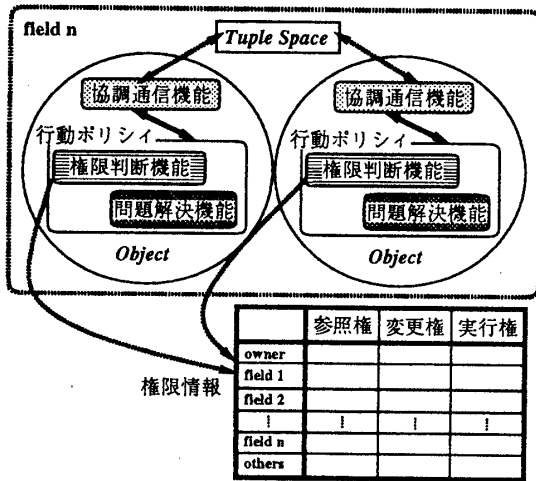 field n
Tuple Space
協調通信機能
協調通信機能
行動ポリシィ
行動ポリシィ
権限判断機能
権限判断機能
問題解決機能
問題解決機能
Object
Object
参照権 変更権 実行権
owner
field 1
権限情報
field 2
⁞ ⁞ ⁞ ⁞
field n
others